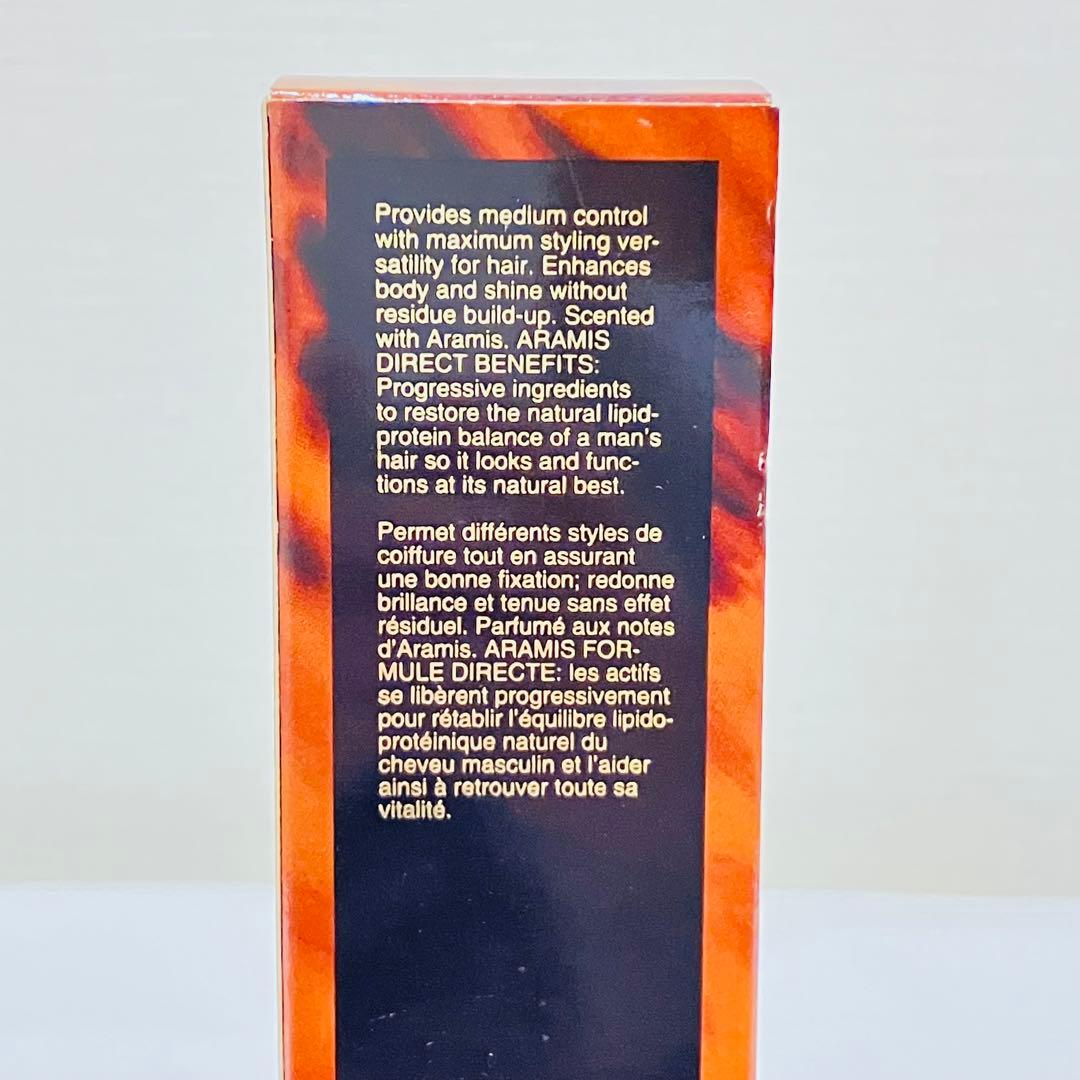 Provides medium control
with maximum styling ver-
satility for hair. Enhances
body and shine without
residue build-up. Scented
with Aramis. ARAMIS
DIRECT BENEFITS:
Progressive ingredients
to restore the natural lipid-
protein balance of a man's
hair so it looks and func-
tions at its natural best.
Permet différents styles de
coiffure tout en assurant
une bonne fixation; redonne
brillance et tenue sans effet
résiduel. Parfumé aux notes
d'Aramis. ARAMIS FOR-
MULE DIRECTE: les actifs
se libèrent progressivement
pour rétablir l'équilibre lipido-
protéinique naturel du
cheveu masculin et l'aider
ainsi à retrouver toute sa
vitalité.